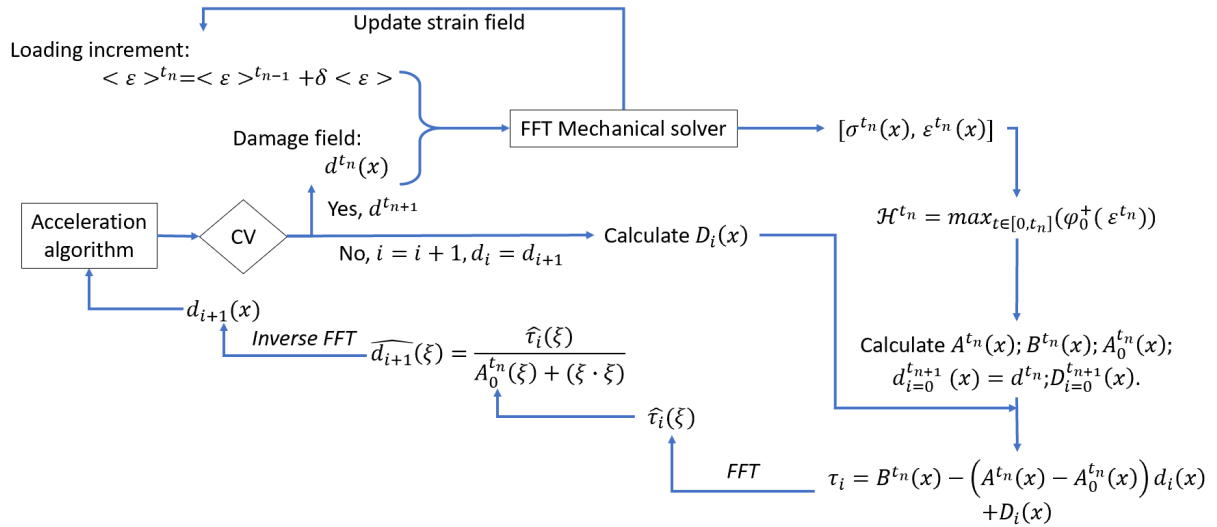 Update strain field
Loading increment:
< ε >^{t_n}=< ε >^{t_{n-1}} +δ < ε >
FFT Mechanical solver
[σ^{t_n}(x), ε^{t_n}(x)]
Damage field:
d^{t_n}(x)
Yes, d^{t_{n+1}}
ℋ^{t_n} = max_{t∈[0,t_n]}(φ_0^+( ε^{t_n}))
Acceleration
algorithm
CV
No, i = i + 1, d_i = d_{i+1}
Calculate D_i(x)
d_{i+1}(x)
Inverse FFT
\widehat{d_{i+1}}(ξ) = \frac{\hat{τ_i}(ξ)}{A_0^{t_n}(ξ) + (ξ · ξ)}
Calculate A^{t_n}(x); B^{t_n}(x); A_0^{t_n}(x);
d_{i=0}^{t_{n+1}} (x) = d^{t_n}; D_{i=0}^{t_{n+1}}(x).
\hat{τ_i}(ξ)
FFT
τ_i = B^{t_n}(x) − (A^{t_n}(x) − A_0^{t_n}(x)) d_i(x)
+D_i(x)